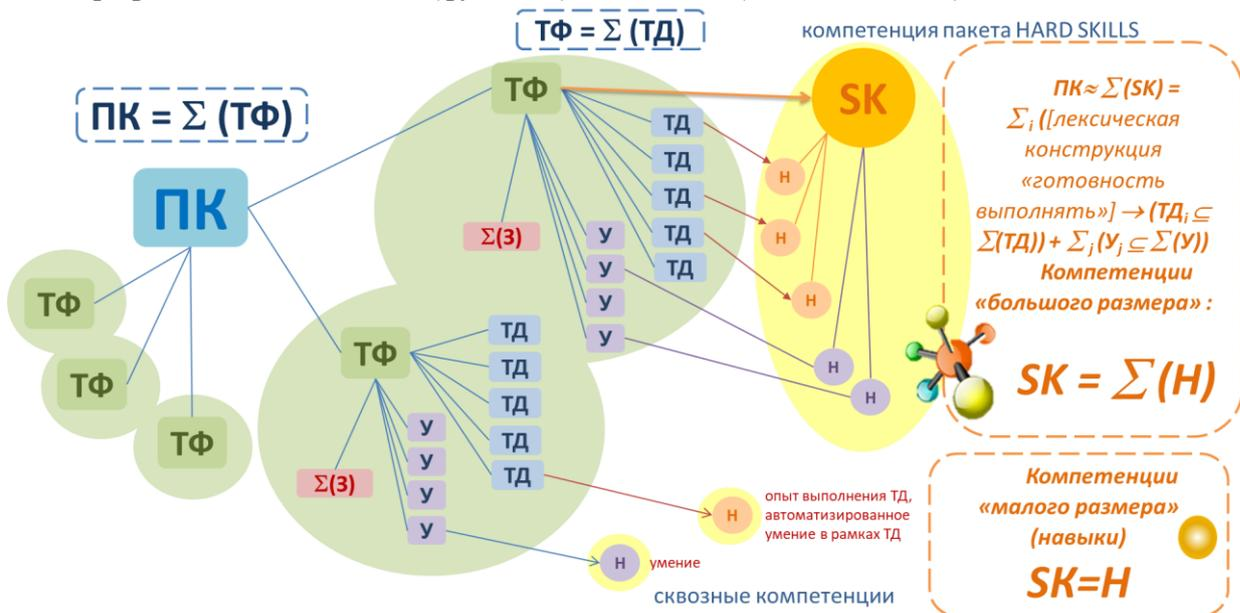 ТФ = Σ (ТД)
компетенция пакета HARD SKILLS
ПК = Σ (ТФ)
ПК
ТФ
ТФ
ТФ
ТФ
ТД
ТД
ТД
ТД
ТД
Σ(З)
У
У
У
У
SK
Н
Н
Н
Н
Н
ТФ
ТД
ТД
ТД
ТД
ТД
Σ(З)
У
У
У
У
Н
опыт выполнения ТД,
автоматизированное
умение в рамках ТД
Н
умение
сквозные компетенции
ПК≈ Σ(SK) =
Σi ([лексическая
конструкция
«готовность
выполнять»] → (ТДi ⊆
Σ(ТД)) + Σj (Уj ⊆ Σ(У))
Компетенции
«большого размера» :
SK = Σ(Н)
Компетенции
«малого размера»
(навыки)
SK=Н